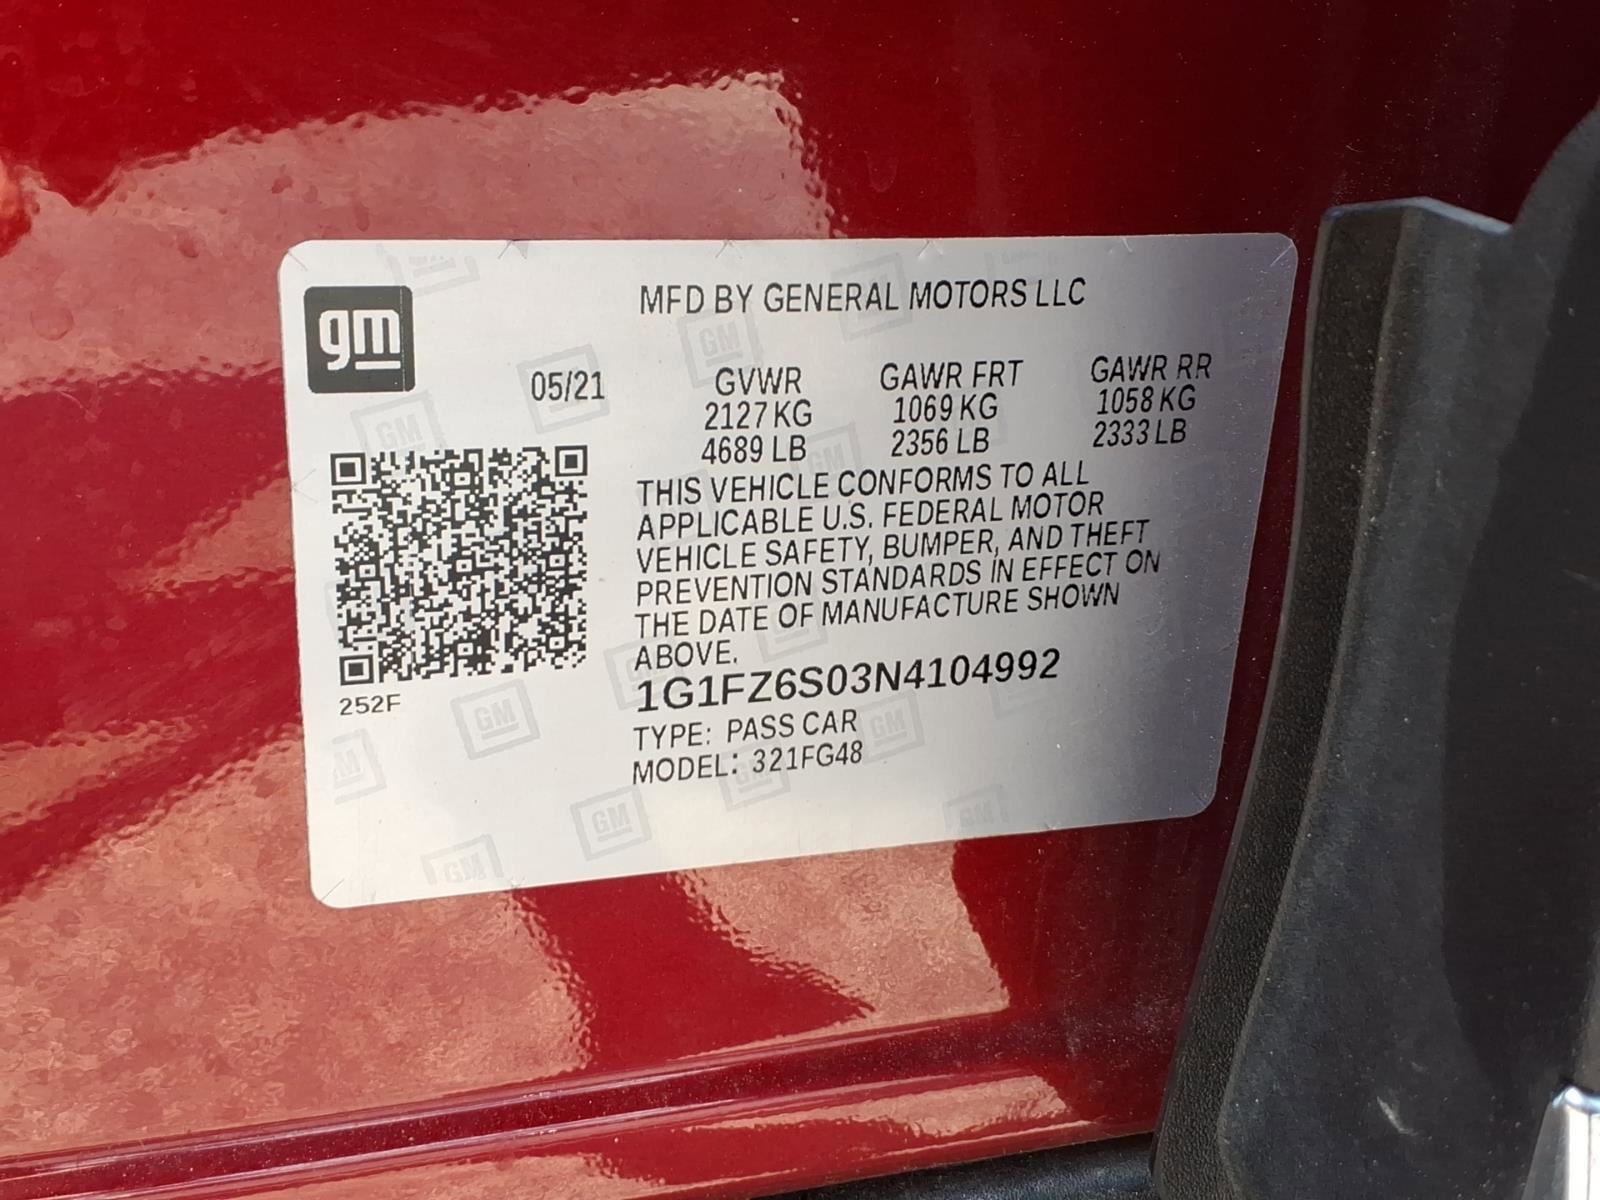 gm
MFD BY GENERAL MOTORS LLC
05/21
GVWR GAWR FRT GAWR RR
2127 KG 1069 KG 1058 KG
4689 LB 2356 LB 2333 LB
THIS VEHICLE CONFORMS TO ALL
APPLICABLE U.S. FEDERAL MOTOR
VEHICLE SAFETY, BUMPER, AND THEFT
PREVENTION STANDARDS IN EFFECT ON
THE DATE OF MANUFACTURE SHOWN
ABOVE.
1G1FZ6S03N4104992
252F
TYPE: PASS CAR
MODEL: 321FG48